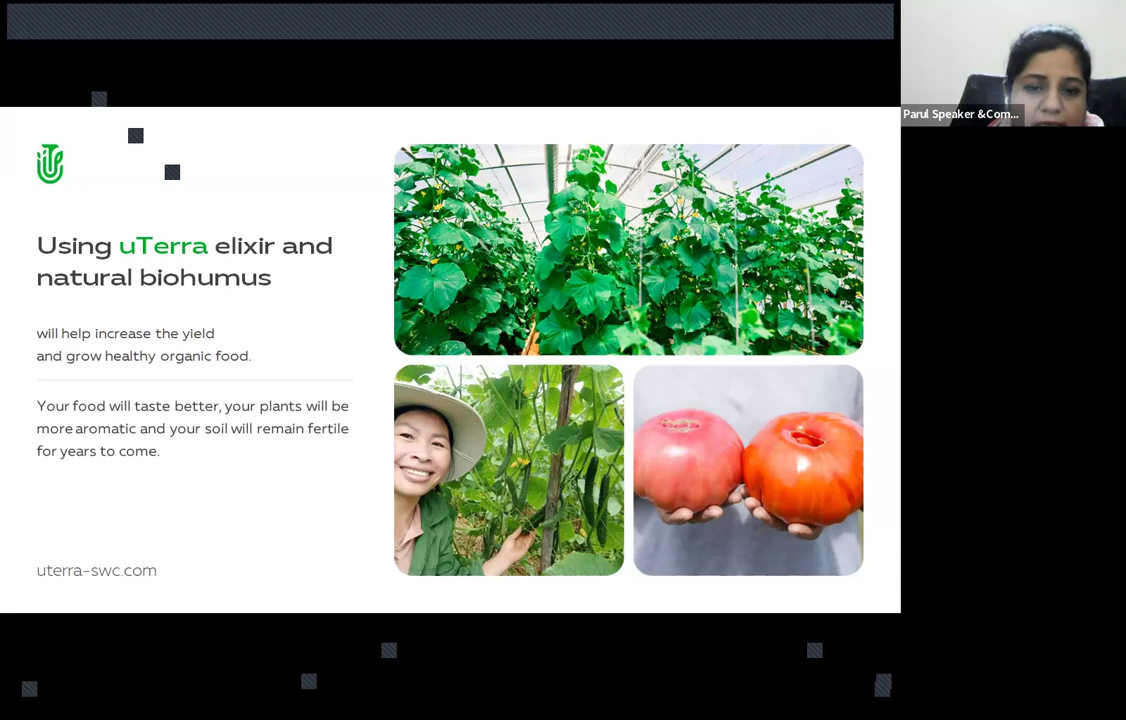 Parul Speaker &Com...
Using uTerra elixir and
natural biohumus
will help increase the yield
and grow healthy organic food.
Your food will taste better, your plants will be
more aromatic and your soil will remain fertile
for years to come.
uterra-swc.com